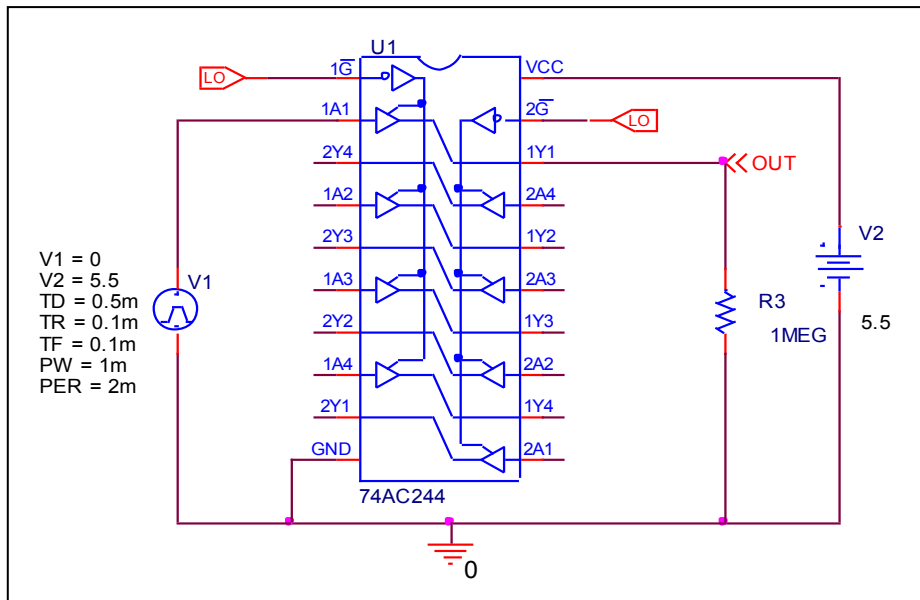 U1
LO
1G
VCC
1A1
2G
LO
2Y4
1Y1
OUT
1A2
2A4
2Y3
1Y2
V1 = 0
V2 = 5.5
TD = 0.5m
TR = 0.1m
TF = 0.1m
PW = 1m
PER = 2m
V1
1A3
2A3
2Y2
1Y3
1A4
2A2
2Y1
1Y4
GND
2A1
74AC244
R3
1MEG
V2
5.5
0